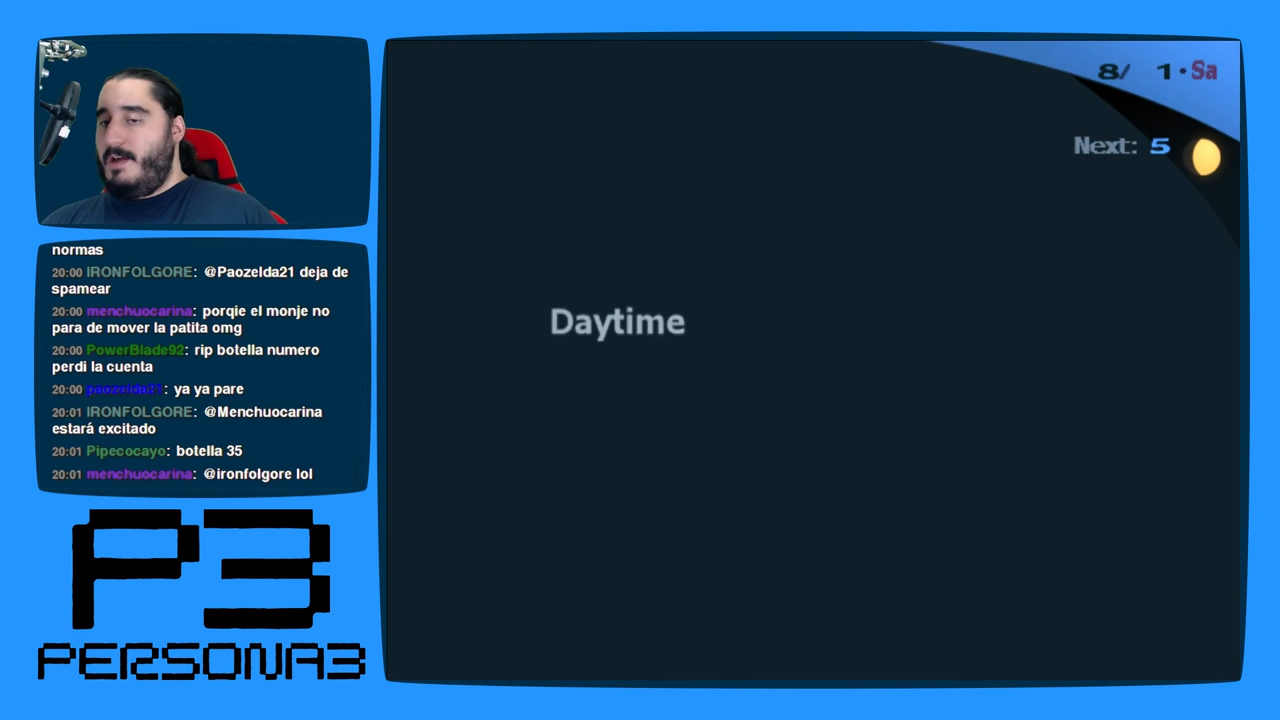 normas
20:00 IRONFOLGORE: @Paozelda21 deja de
spamear
20:00 menchuocarina: porqie el monje no
para de mover la patita omg
20:00 PowerBlade92: rip botella numero
perdi la cuenta
20:00 paozelda21: ya ya pare
20:01 IRONFOLGORE: @Menchuocarina
estará excitado
20:01 Pipecocayo: botella 35
20:01 menchuocarina: @ironfolgore lol
P3
PERSONA3
8/ 1·Sa
Next: 5
Daytime